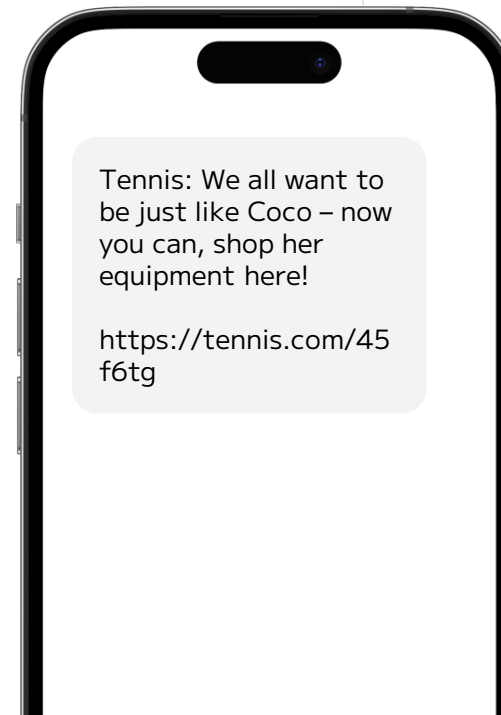 Tennis: We all want to
be just like Coco – now
you can, shop her
equipment here!
https://tennis.com/45
f6tg